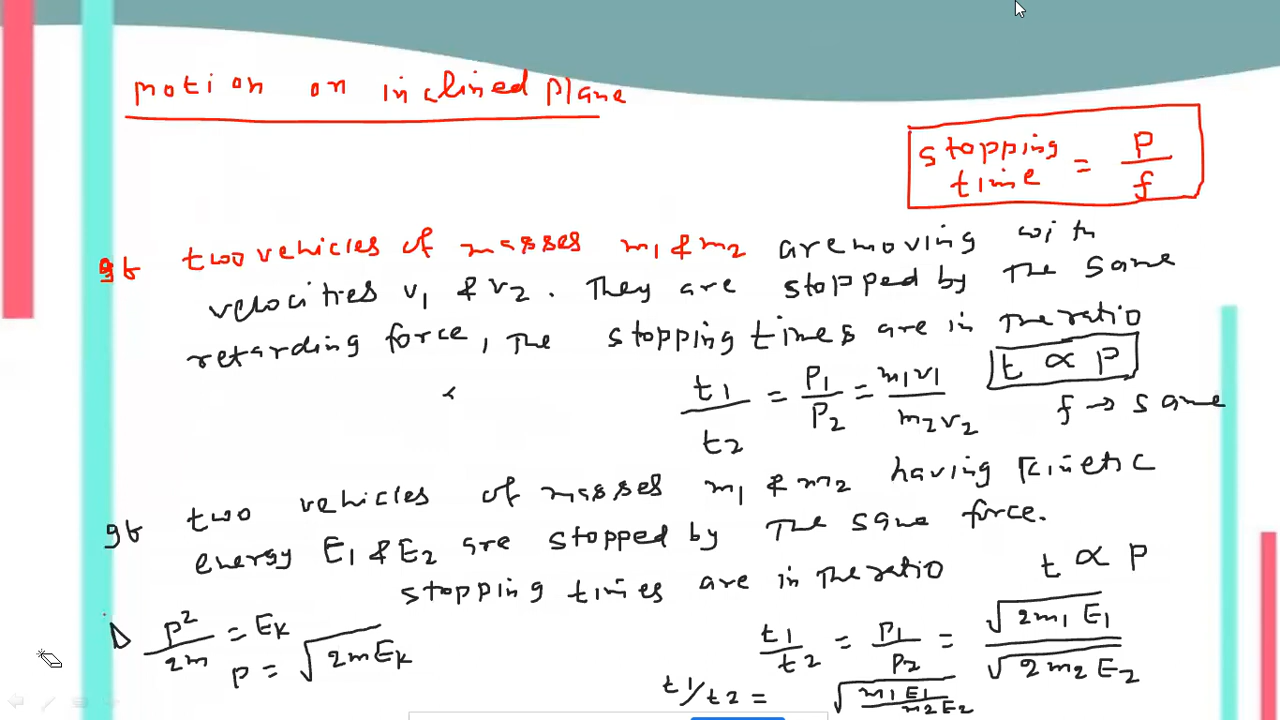 motion on inclined plane
stopping time = p/f
two vehicles of masses m1 & m2 are moving with
velocities v1 & v2. They are stopped by the same
retarding force, the stopping times are in the ratio
t ∝ p
t1/t2 = p1/p2 = m1v1/m2v2
f → same
two vehicles of masses m1 & m2 having kinetic
energy E1 & E2 are stopped by the same force.
stopping times are in the ratio
t ∝ p
p²/2m = Ek
p = √2mEk
t1/t2 = p1/p2 = √2m1E1/√2m2E2
t1/t2 = √m1E1/m2E2